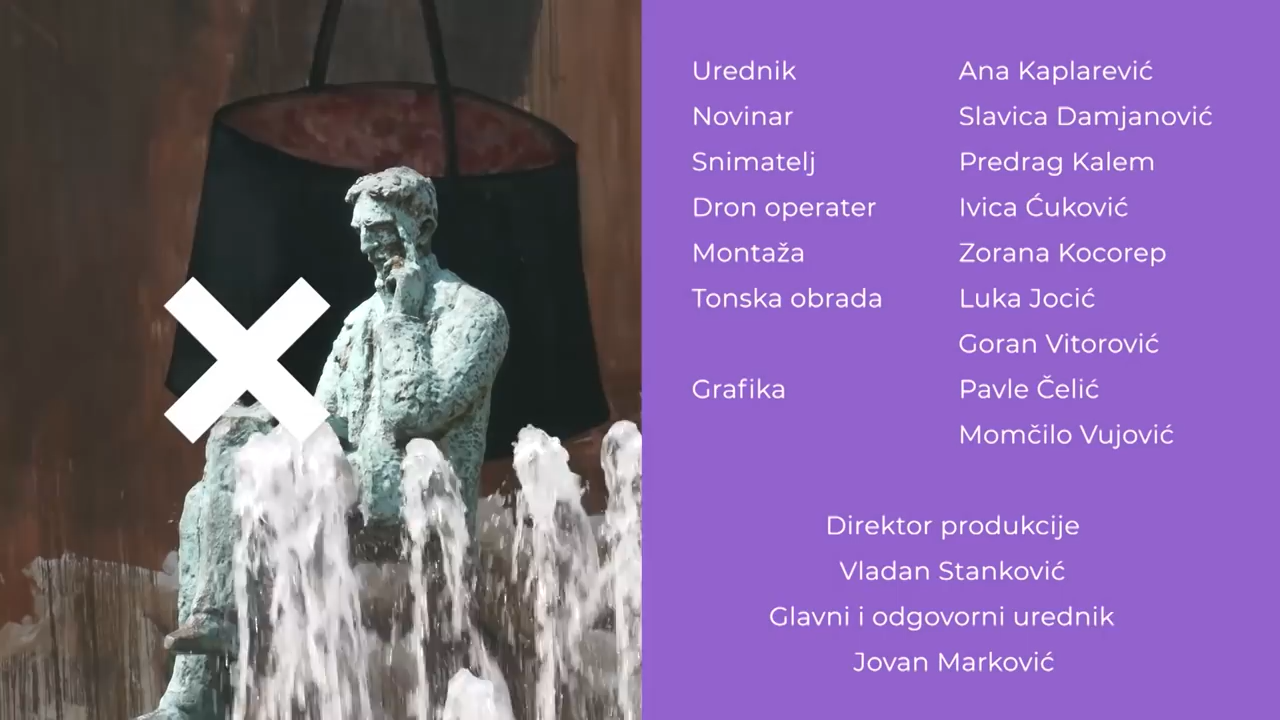 Urednik Ana Kaplarević
Novinar Slavica Damjanović
Snimatelj Predrag Kalem
Dron operater Ivica Ćuković
Montaža Zorana Kocorep
Tonska obrada Luka Jocić
Goran Vitorović
Grafika Pavle Čelić
Momčilo Vujović
Direktor produkcije
Vladan Stanković
Glavni i odgovorni urednik
Jovan Marković